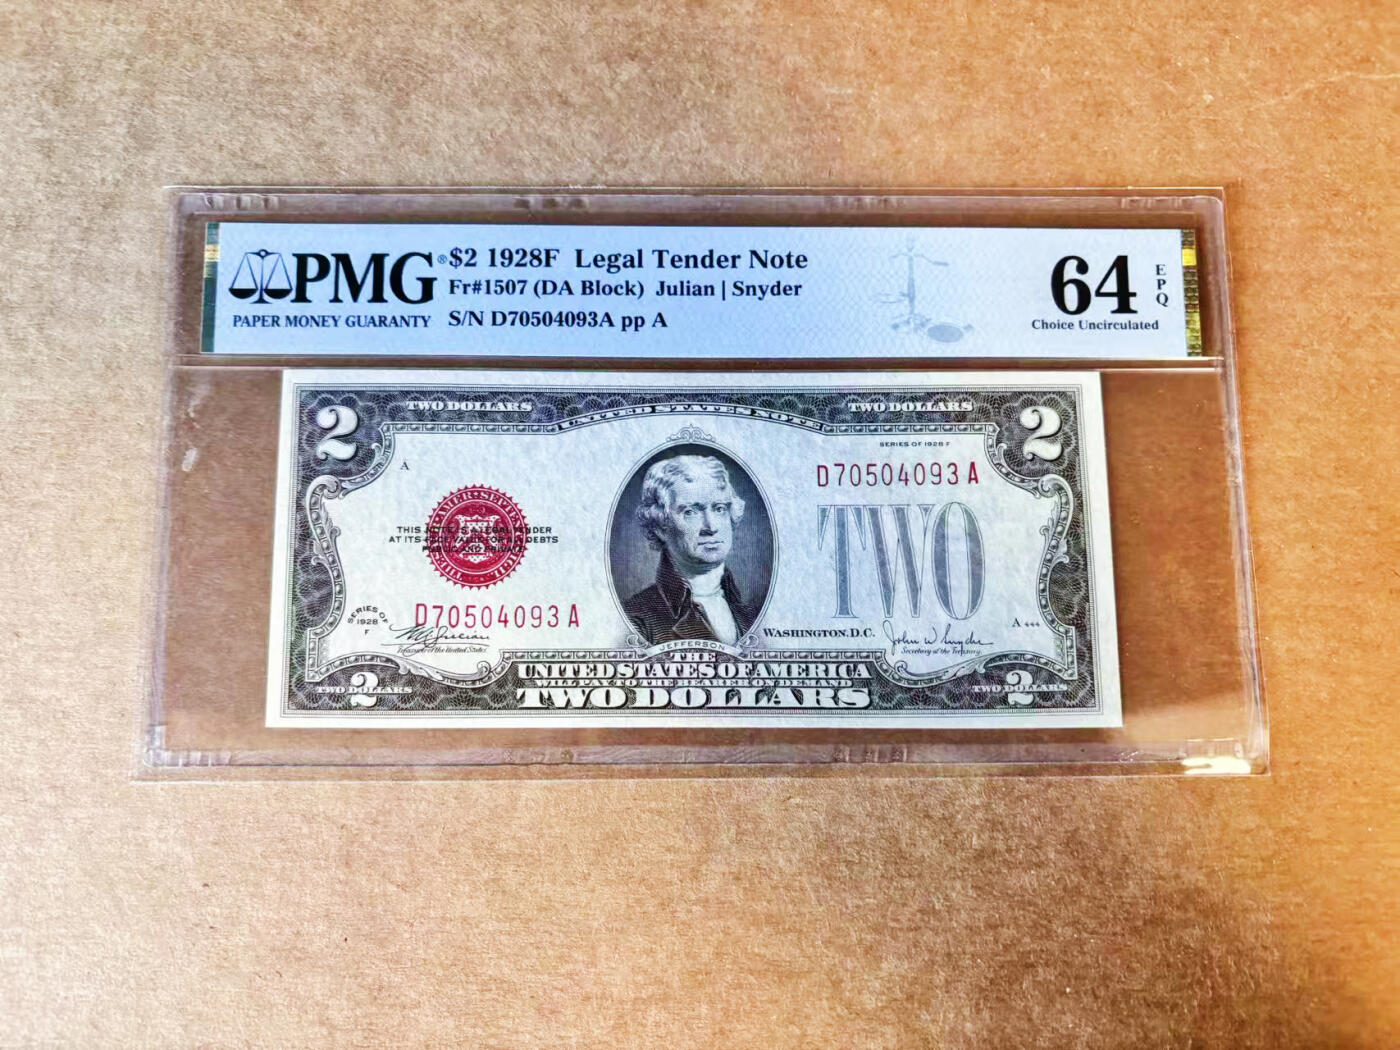 PMG®
PAPER MONEY GUARANTY
$2 1928F Legal Tender Note
Fr#1507 (DA Block) Julian | Snyder
S/N D70504093A pp A
64
EPQ
Choice Uncirculated
2
TWO DOLLARS
UNITED STATES NOTE
TWO DOLLARS
2
SERIES OF 1928 F
A
D70504093A
THIS NOTE IS A LEGAL TENDER
AT ITS FACE VALUE FOR ALL DEBTS
PUBLIC AND PRIVATE
TWO
D70504093A
SERIES OF
1928
F
Treasurer of the United States
JEFFERSON
WASHINGTON, D.C.
John W Snyder
Secretary of the Treasury
A
THE
UNITED STATES OF AMERICA
WILL PAY TO THE BEARER ON DEMAND
TWO DOLLARS
2
TWO DOLLARS
2
TWO DOLLARS